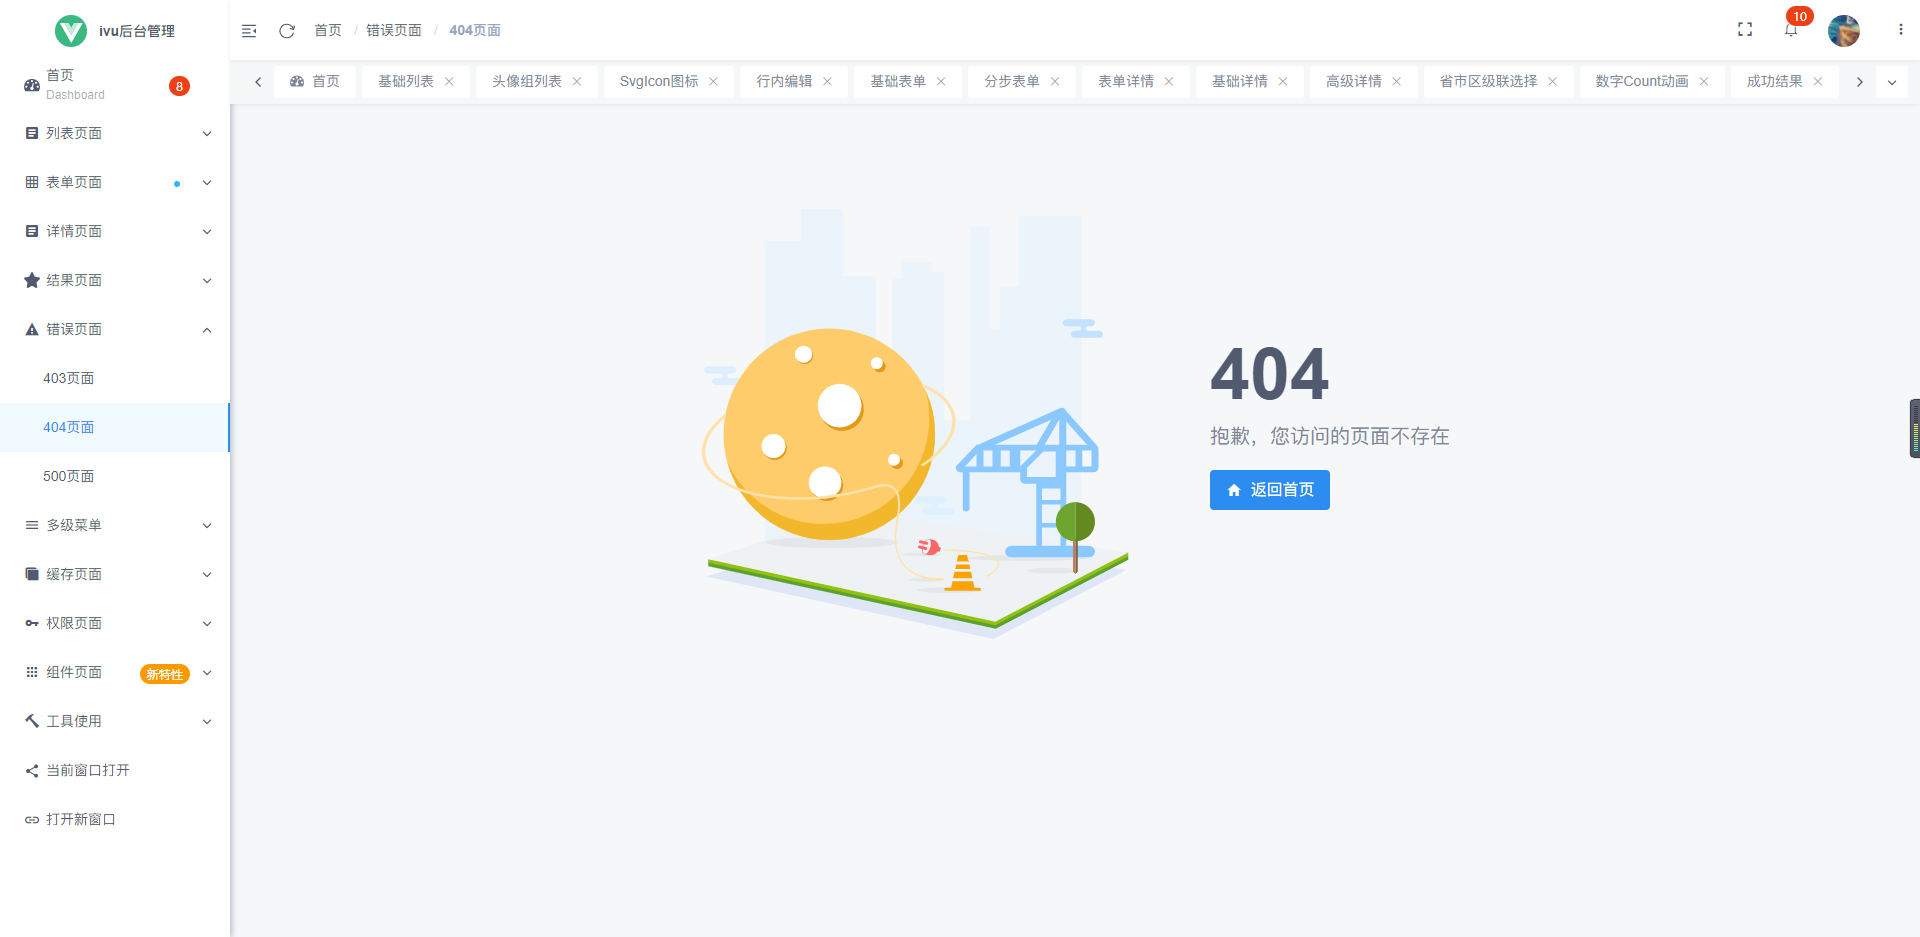 ivu后台管理
首页 / 错误页面 / 404页面
10
首页
Dashboard
8
首页
基础列表
头像组列表
SvgIcon图标
行内编辑
基础表单
分步表单
表单详情
基础详情
高级详情
省市区级联选择
数字Count动画
成功结果
列表页面
表单页面
详情页面
结果页面
错误页面
403页面
404页面
500页面
多级菜单
缓存页面
权限页面
组件页面
新特性
工具使用
当前窗口打开
打开新窗口
404
抱歉，您访问的页面不存在
返回首页